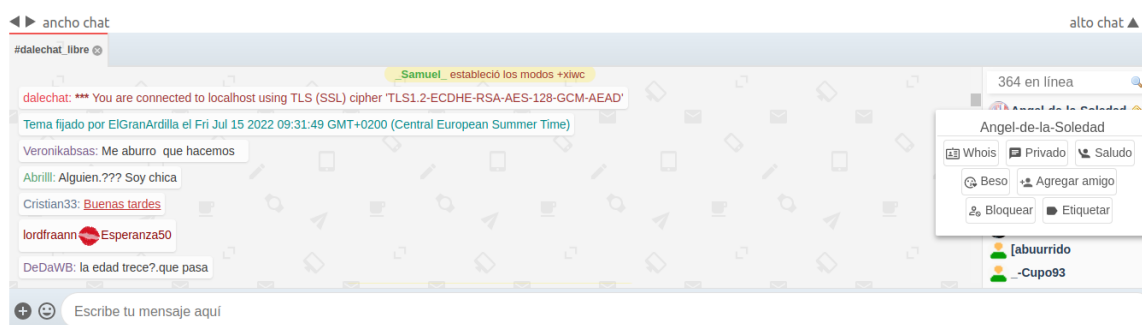 ancho chat
alto chat
#dalechat_libre
_Samuel_ estableció los modos +xiwc
364 en línea
dalechat: *** You are connected to localhost using TLS (SSL) cipher 'TLS1.2-ECDHE-RSA-AES-128-GCM-AEAD'
Angel-de-la-Soledad
Tema fijado por ElGranArdilla el Fri Jul 15 2022 09:31:49 GMT+0200 (Central European Summer Time)
Angel-de-la-Soledad
Veronikabsas: Me aburro que hacemos
Whois Privado Saludo
Abrilll: Alguien.??? Soy chica
Beso Agregar amigo
Cristian33: Buenas tardes
Bloquear Etiquetar
lordfraann Esperanza50
[abuurrido
DeDaWB: la edad trece?.que pasa
_-Cupo93
Escribe tu mensaje aquí